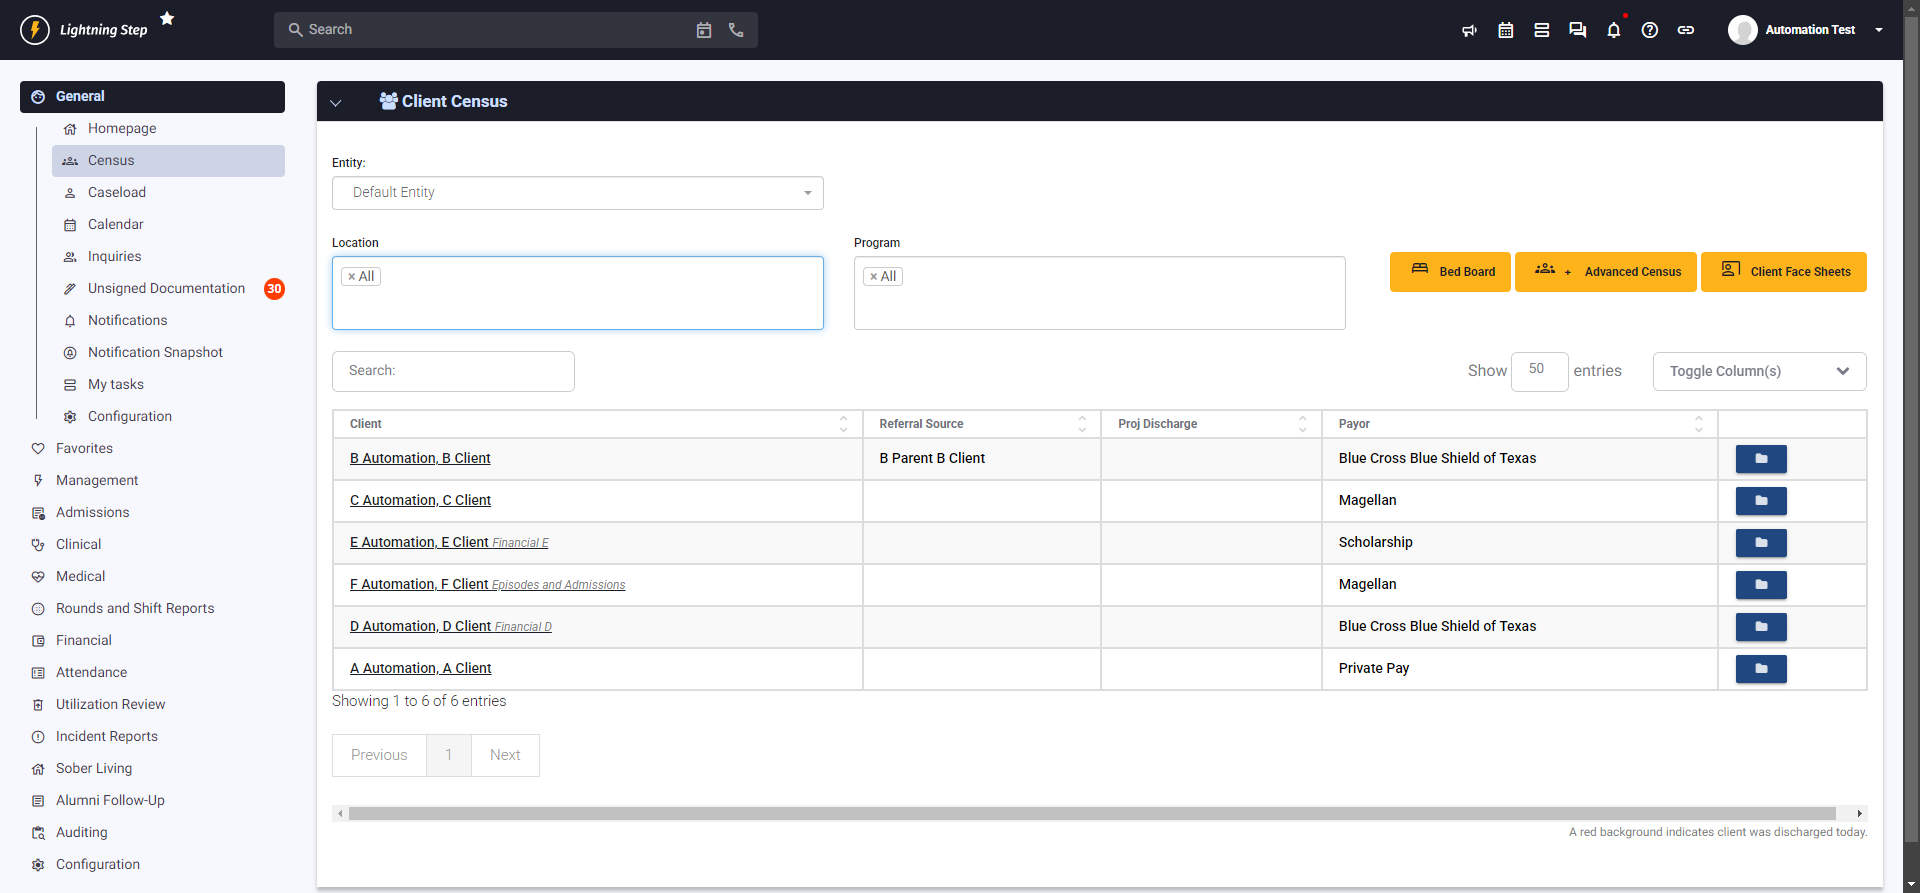 Lightning Step
Search
Automation Test
General
Homepage
Census
Caseload
Calendar
Inquiries
Unsigned Documentation 30
Notifications
Notification Snapshot
My tasks
Configuration
Favorites
Management
Admissions
Clinical
Medical
Rounds and Shift Reports
Financial
Attendance
Utilization Review
Incident Reports
Sober Living
Alumni Follow-Up
Auditing
Configuration
Client Census
Entity:
Default Entity
Location
× All
Program
× All
Bed Board
+ Advanced Census
Client Face Sheets
Search:
Show 50 entries
Toggle Column(s)
Client Referral Source Proj Discharge Payor
B Automation, B Client B Parent B Client Blue Cross Blue Shield of Texas
C Automation, C Client Magellan
E Automation, E Client Financial E Scholarship
F Automation, F Client Episodes and Admissions Magellan
D Automation, D Client Financial D Blue Cross Blue Shield of Texas
A Automation, A Client Private Pay
Showing 1 to 6 of 6 entries
Previous 1 Next
A red background indicates client was discharged today.